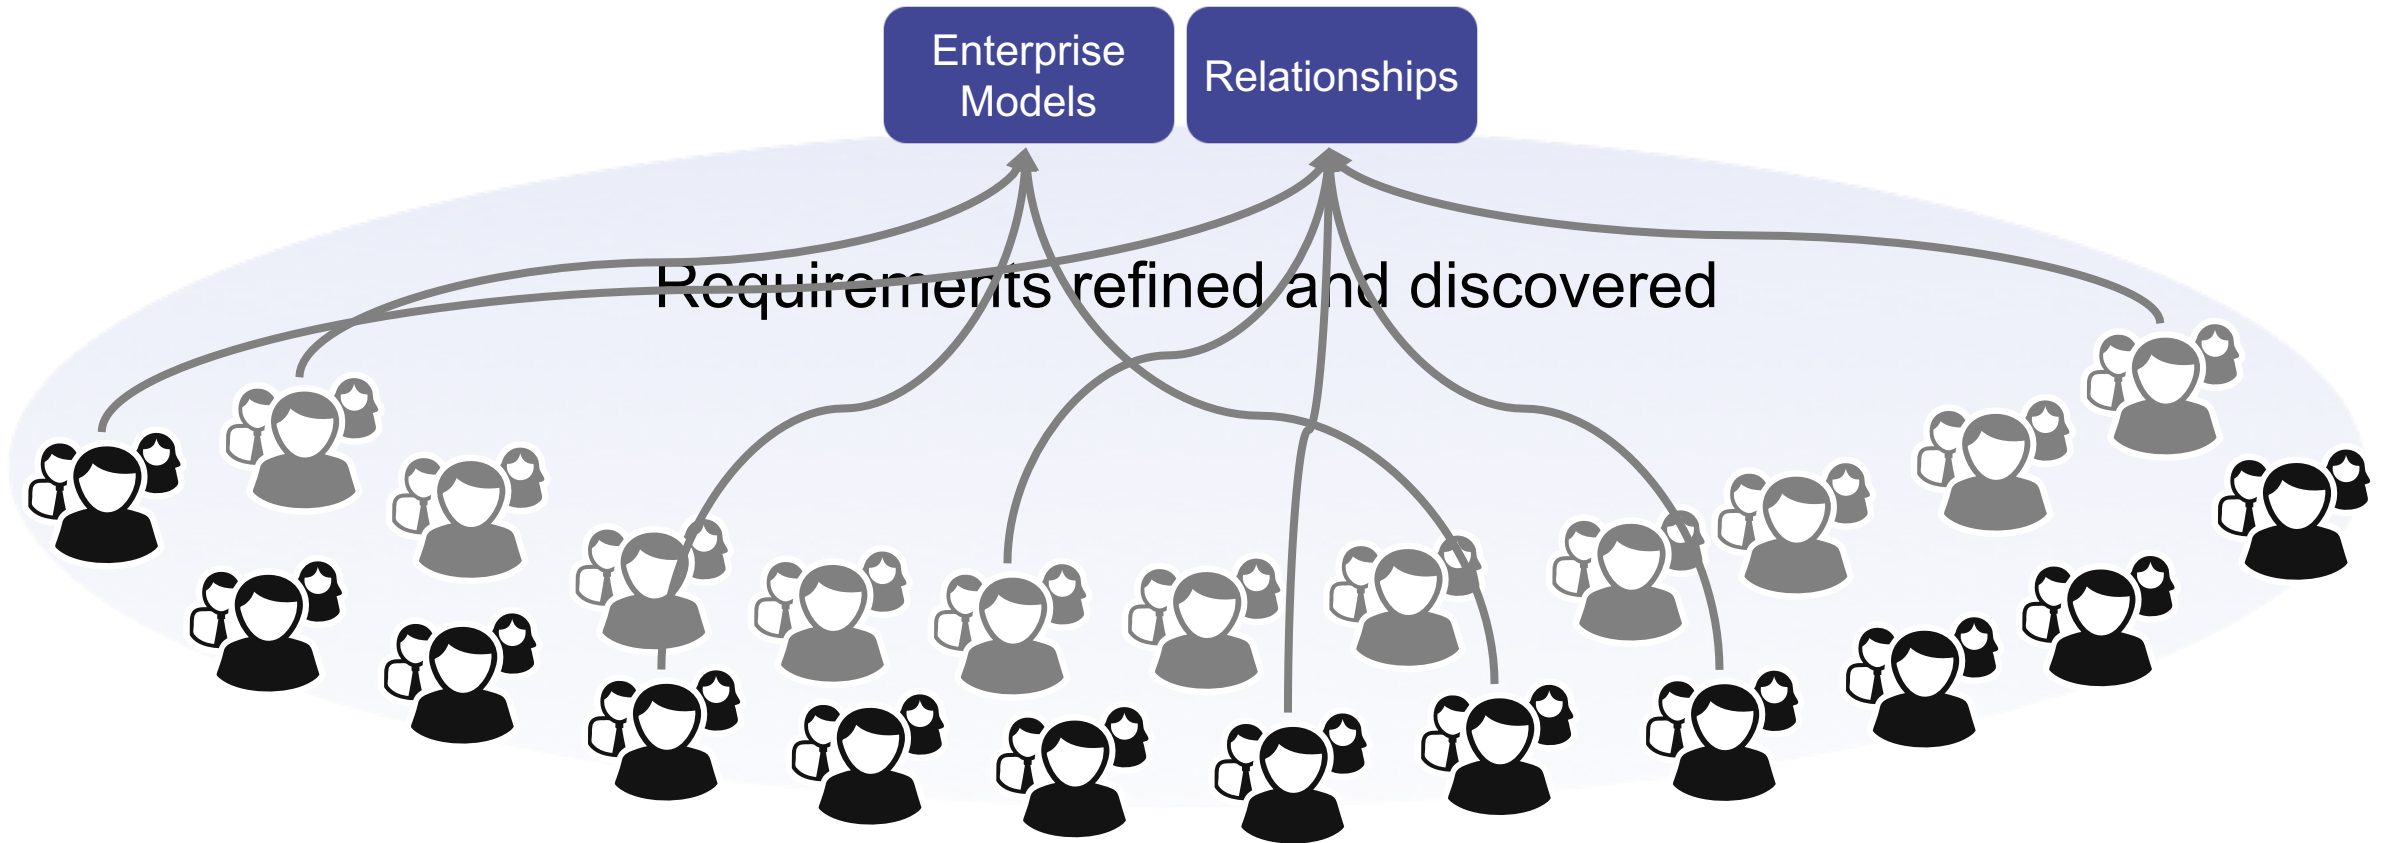 Enterprise
Models
Relationships
Requirements refined and discovered